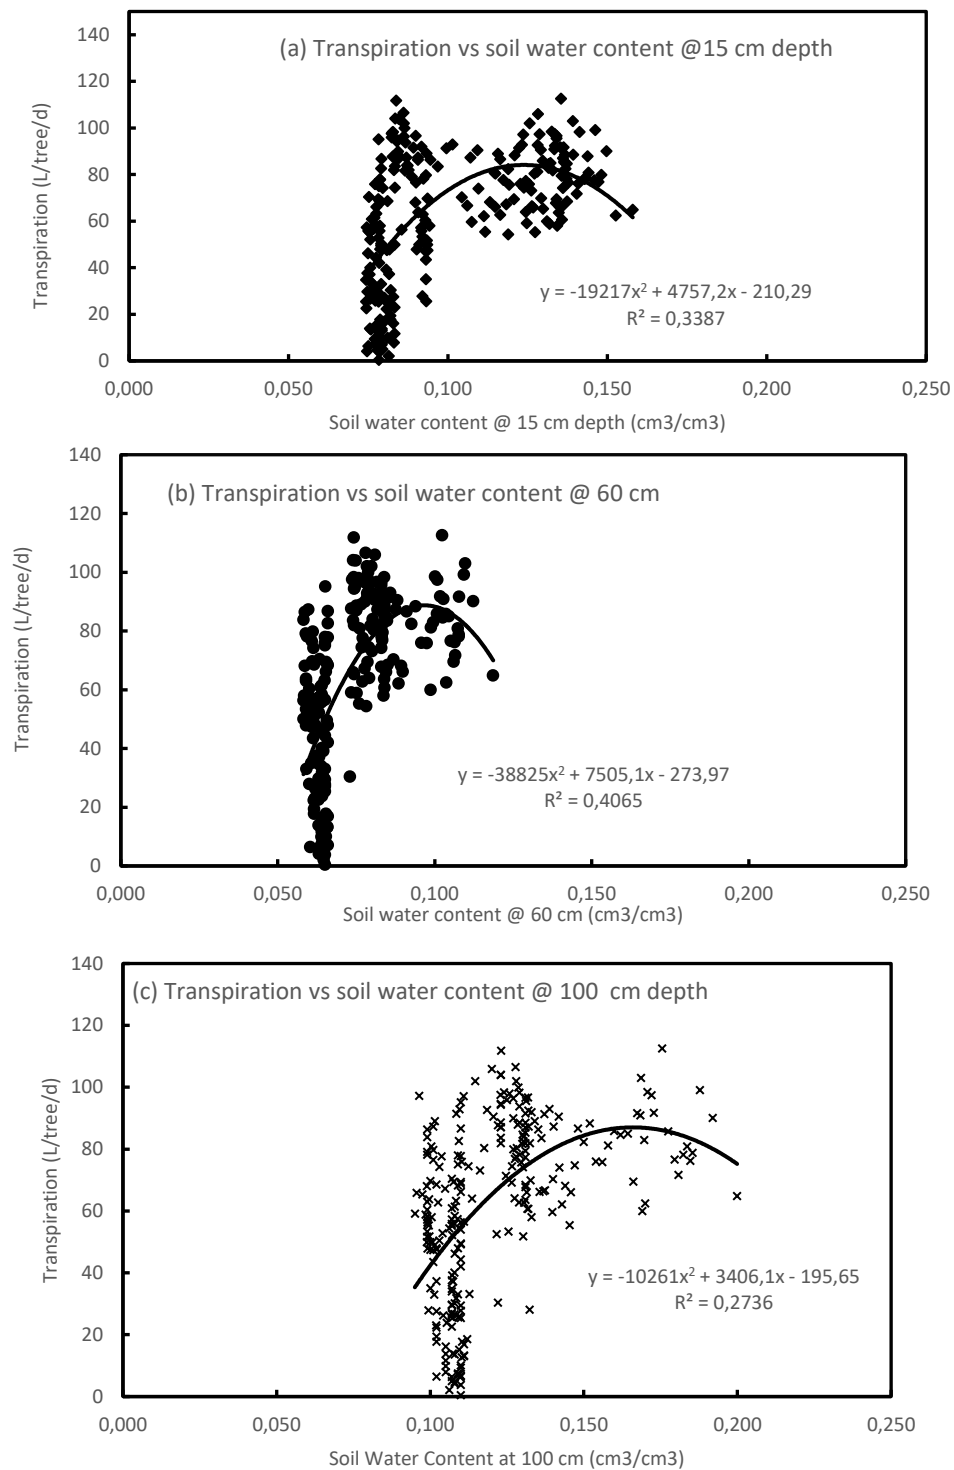 (a) Transpiration vs soil water content @15 cm depth
Transpiration (L/tree/d)
140
120
100
80
60
40
20
0
y = -19217x² + 4757,2x - 210,29
R² = 0,3387
0,000 0,050 0,100 0,150 0,200 0,250
Soil water content @ 15 cm depth (cm3/cm3)
(b) Transpiration vs soil water content @ 60 cm
Transpiration (L/tree/d)
140
120
100
80
60
40
20
0
y = -38825x² + 7505,1x - 273,97
R² = 0,4065
0,000 0,050 0,100 0,150 0,200 0,250
Soil water content @ 60 cm (cm3/cm3)
(c) Transpiration vs soil water content @ 100 cm depth
Transpiration (L/tree/d)
140
120
100
80
60
40
20
0
y = -10261x² + 3406,1x - 195,65
R² = 0,2736
0,000 0,050 0,100 0,150 0,200 0,250
Soil Water Content at 100 cm (cm3/cm3)